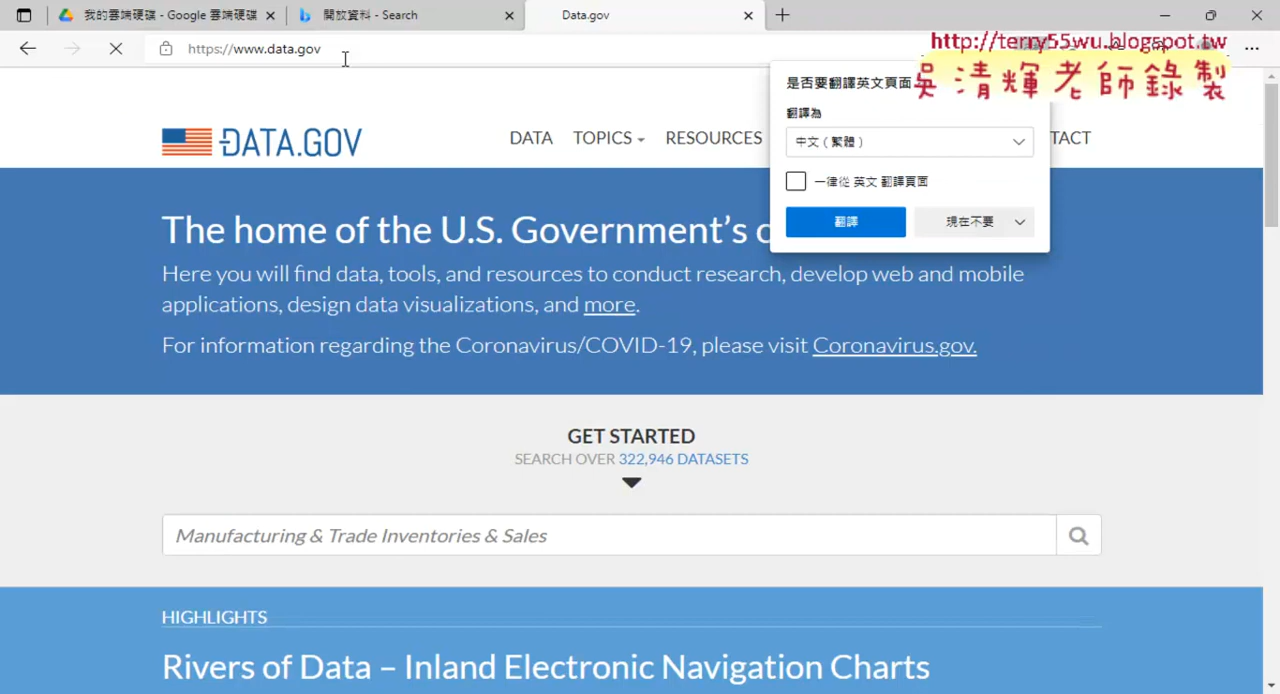 我的雲端硬碟 - Google 雲端硬碟
開放資料 - Search
Data.gov
https://www.data.gov
http://terry55wu.blogspot.tw
吳清輝老師錄製
是否要翻譯英文頁面
翻譯為
中文（繁體）
一律從 英文 翻譯頁面
翻譯
現在不要
DATA.GOV
DATA
TOPICS
RESOURCES
TACT
The home of the U.S. Government’s
Here you will find data, tools, and resources to conduct research, develop web and mobile
applications, design data visualizations, and more.
For information regarding the Coronavirus/COVID-19, please visit Coronavirus.gov.
GET STARTED
SEARCH OVER 322,946 DATASETS
Manufacturing & Trade Inventories & Sales
HIGHLIGHTS
Rivers of Data – Inland Electronic Navigation Charts